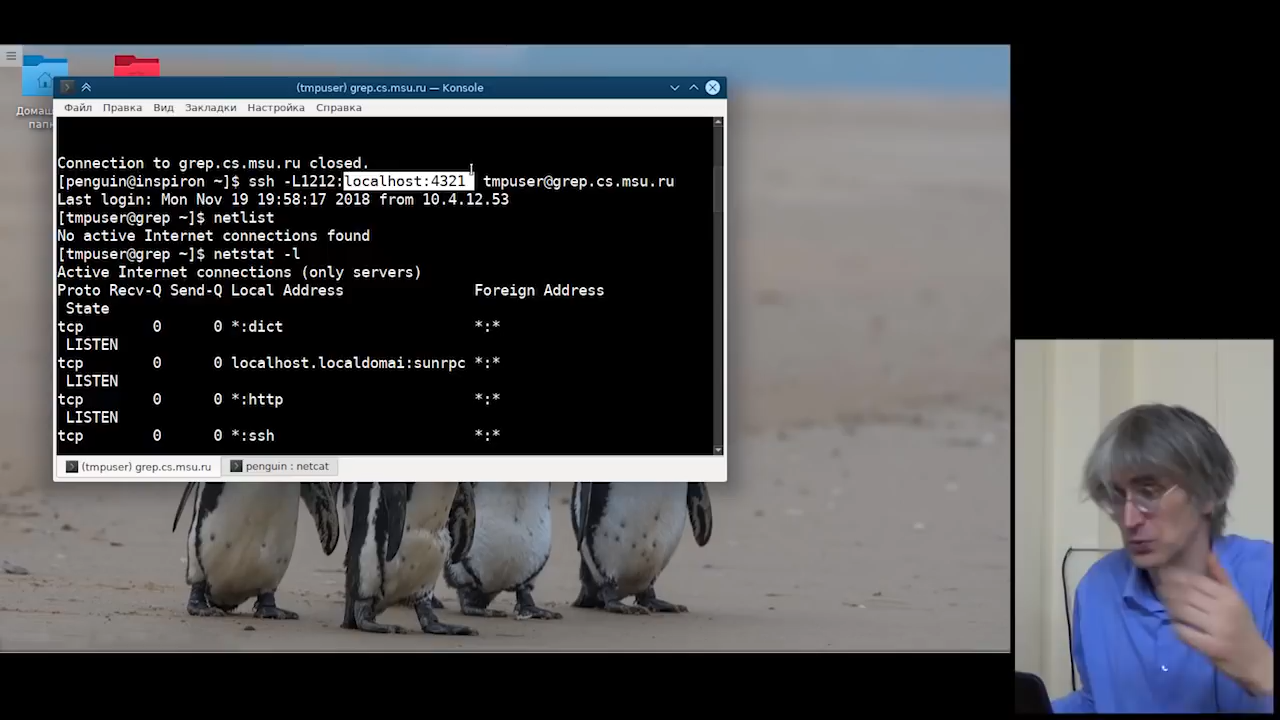 Домаш
папк
(tmpuser) grep.cs.msu.ru — Konsole
Файл Правка Вид Закладки Настройка Справка
Connection to grep.cs.msu.ru closed.
[penguin@inspiron ~]$ ssh -L1212:localhost:4321 tmpuser@grep.cs.msu.ru
Last login: Mon Nov 19 19:58:17 2018 from 10.4.12.53
[tmpuser@grep ~]$ netlist
No active Internet connections found
[tmpuser@grep ~]$ netstat -l
Active Internet connections (only servers)
Proto Recv-Q Send-Q Local Address Foreign Address
State
tcp 0 0 *:dict *:*
LISTEN
tcp 0 0 localhost.localdomai:sunrpc *:*
LISTEN
tcp 0 0 *:http *:*
LISTEN
tcp 0 0 *:ssh *:*
(tmpuser) grep.cs.msu.ru penguin : netcat